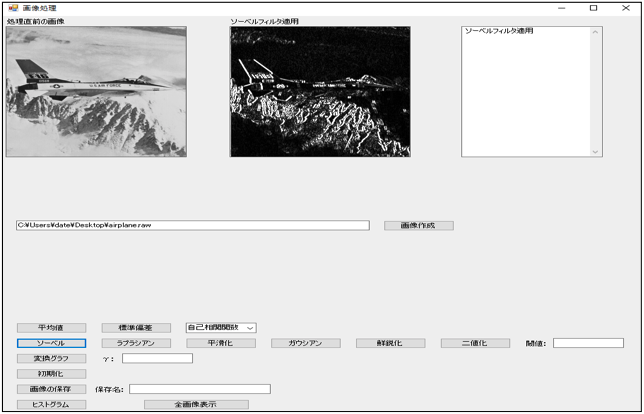 画像処理
処理直前の画像
ソーベルフィルタ適用
ソーベルフィルタ適用
U.S. AIR FORCE
C:¥Users¥date¥Desktop¥airplane.raw
画像作成
平均値
標準偏差
自己相関関数
ソーベル
ラプラシアン
平滑化
ガウシアン
鮮鋭化
二値化
閾値:
変換グラフ
γ:
初期化
画像の保存
保存名:
ヒストグラム
全画像表示